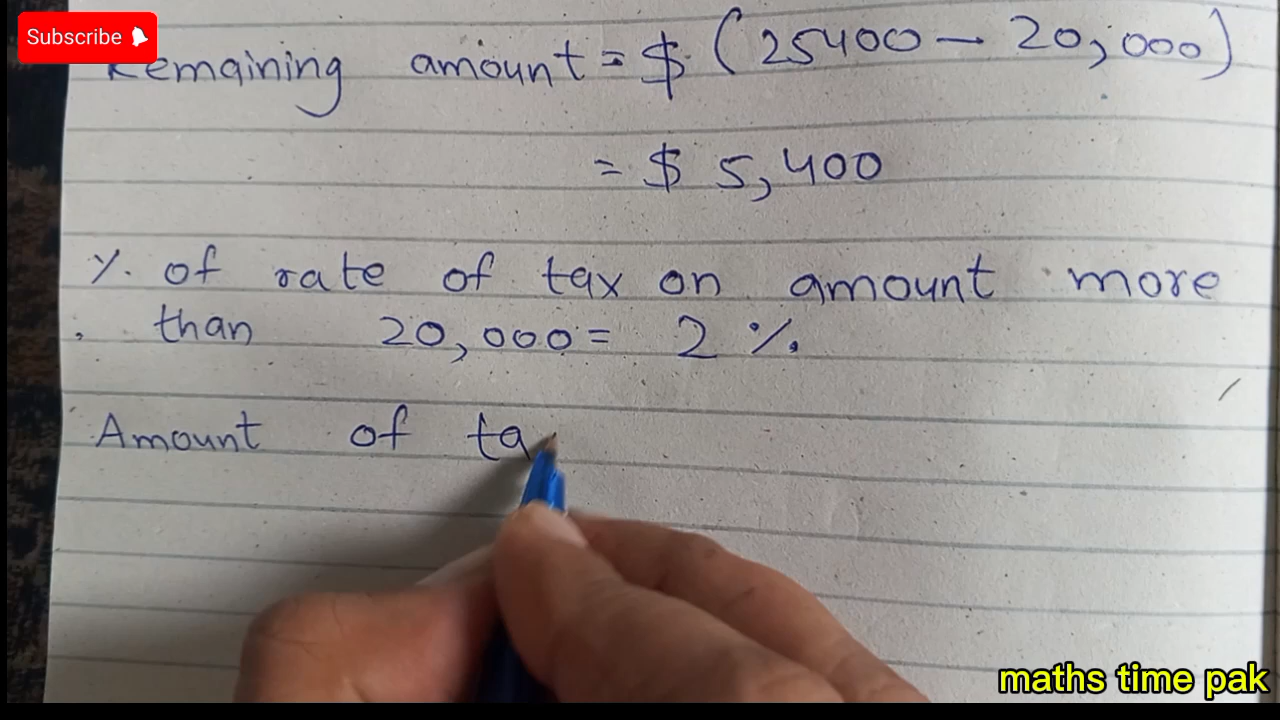 Subscribe
Remaining amount = $ (25400 - 20,000)
= $ 5,400
% of rate of tax on amount more
than 20,000 = 2 %.
Amount of ta
maths time pak